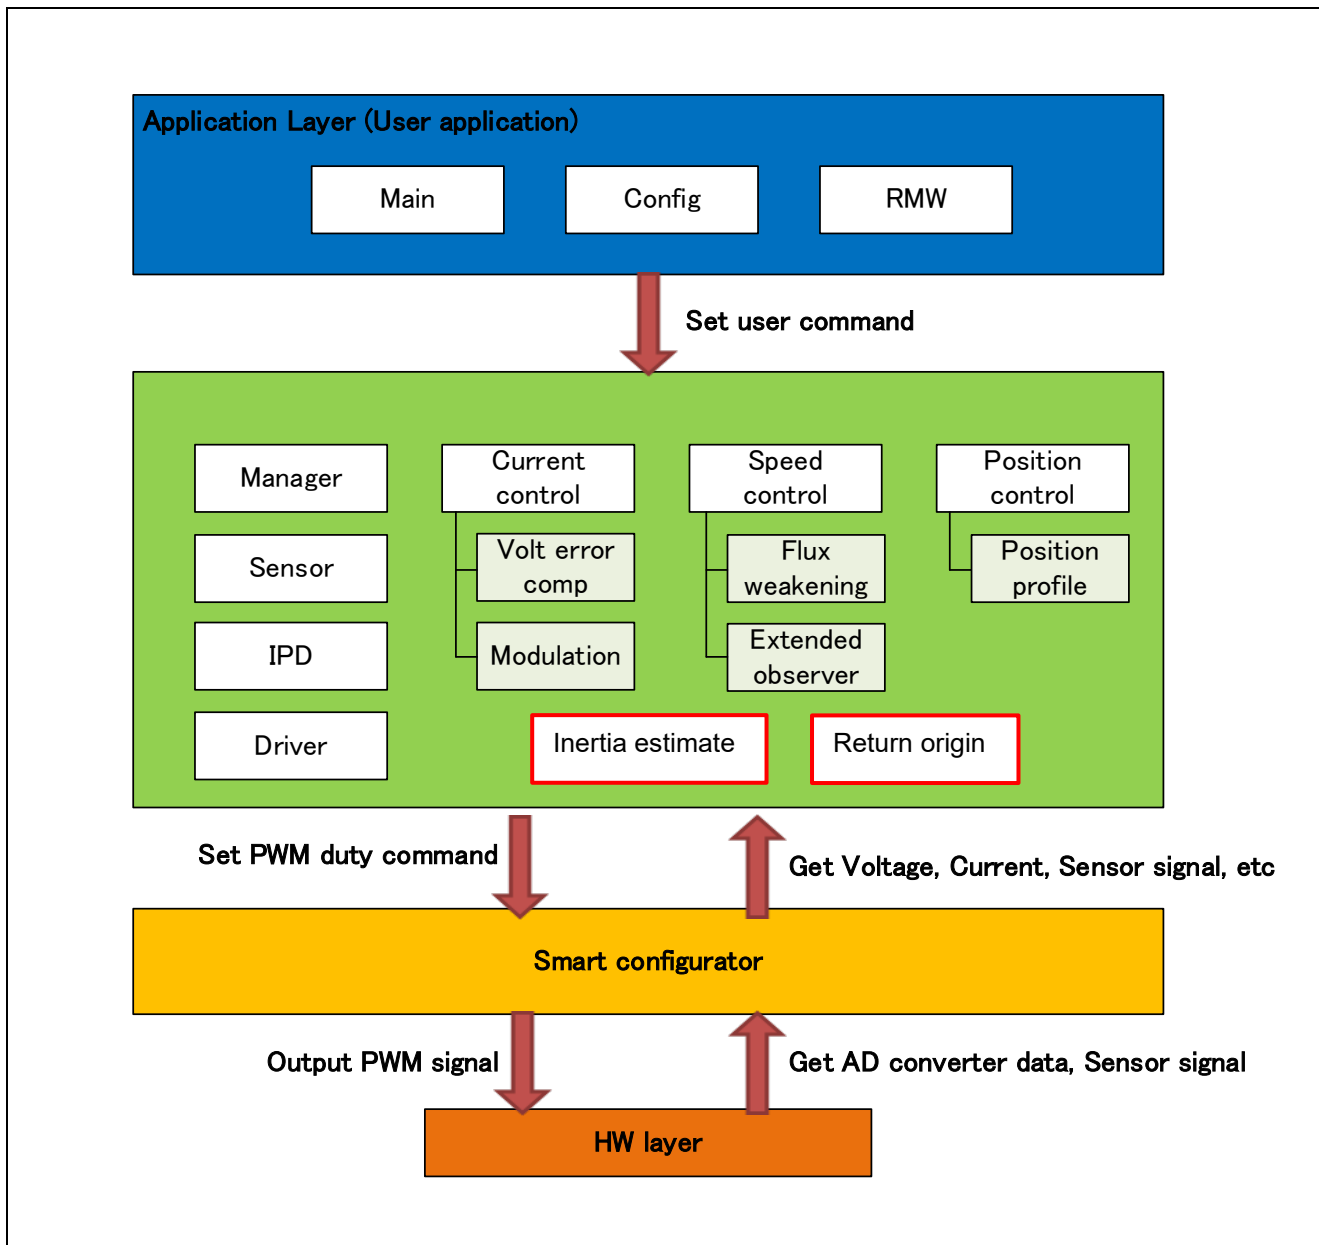 Application Layer (User application)
Main
Config
RMW
Set user command
Manager
Current
control
Speed
control
Position
control
Sensor
Volt error
comp
Flux
weakening
Position
profile
IPD
Modulation
Extended
observer
Driver
Inertia estimate
Return origin
Set PWM duty command
Get Voltage, Current, Sensor signal, etc
Smart configurator
Output PWM signal
Get AD converter data, Sensor signal
HW layer